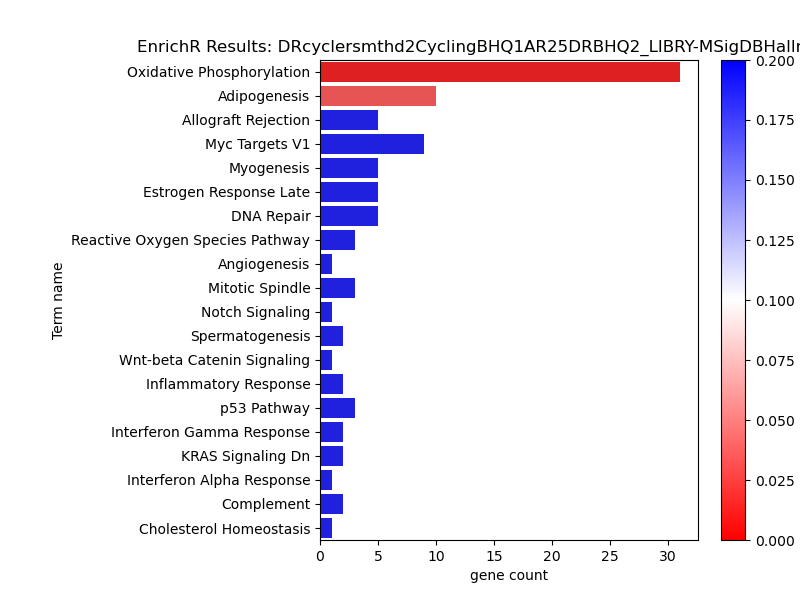 EnrichR Results: DRcyclersmthd2CyclingBHQ1AR25DRBHQ2_LIBRY-MSigDBHallr
Oxidative Phosphorylation
Adipogenesis
Allograft Rejection
Myc Targets V1
Myogenesis
Estrogen Response Late
DNA Repair
Reactive Oxygen Species Pathway
Angiogenesis
Mitotic Spindle
Notch Signaling
Spermatogenesis
Wnt-beta Catenin Signaling
Inflammatory Response
p53 Pathway
Interferon Gamma Response
KRAS Signaling Dn
Interferon Alpha Response
Complement
Cholesterol Homeostasis
Term name
0 5 10 15 20 25 30
gene count
0.200
0.175
0.150
0.125
0.100
0.075
0.050
0.025
0.000